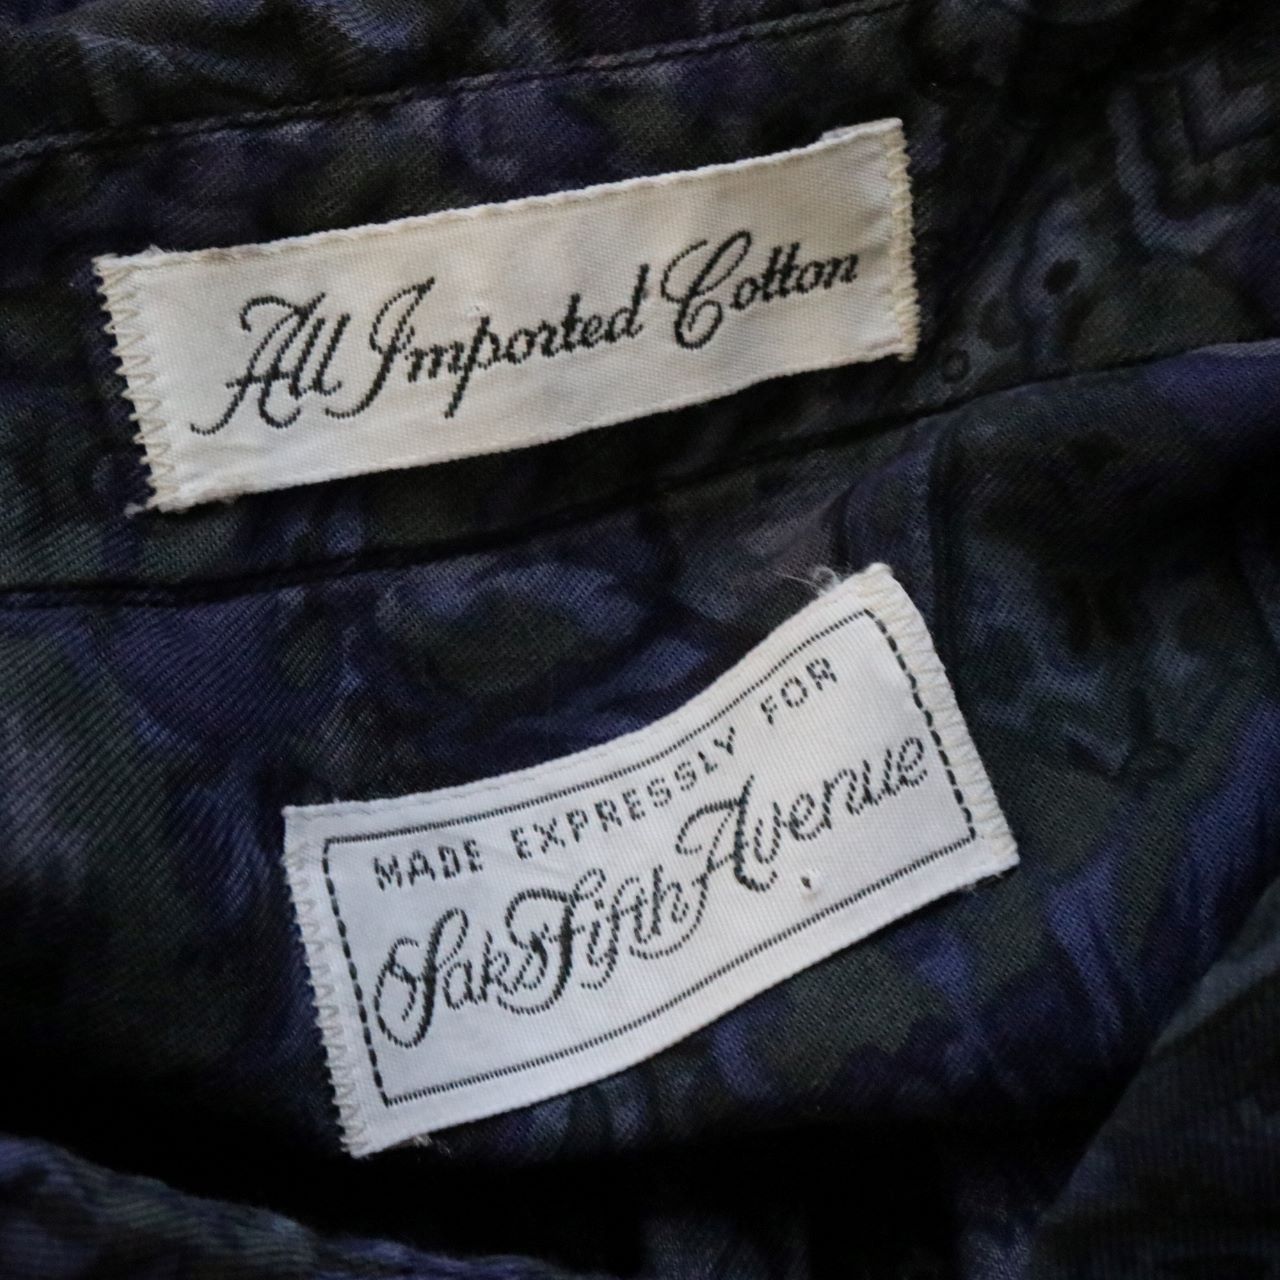 All Imported Cotton
MADE EXPRESSLY FOR
Saks Fifth Avenue